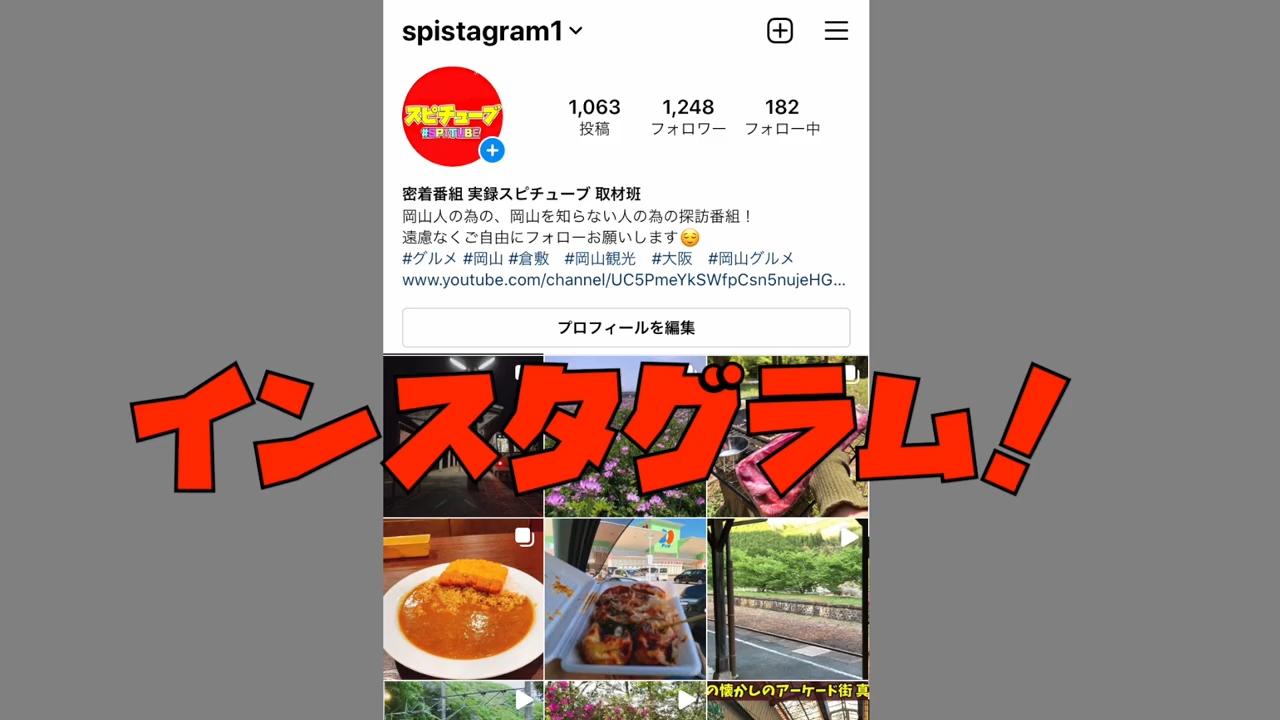 spistagram1
スピチューブ
#SPITUBE
1,063
1,248
182
投稿
フォロワー
フォロー中
密着番組 実録スピチューブ 取材班
岡山人の為の、岡山を知らない人の為の探訪番組！
遠慮なくご自由にフォローお願いします😌
#グルメ #岡山 #倉敷　#岡山観光　#大阪　#岡山グルメ
www.youtube.com/channel/UC5PmeYkSWfpCsn5nujeHG...
プロフィールを編集
インスタグラム!
の懐かしのアーケード街 真